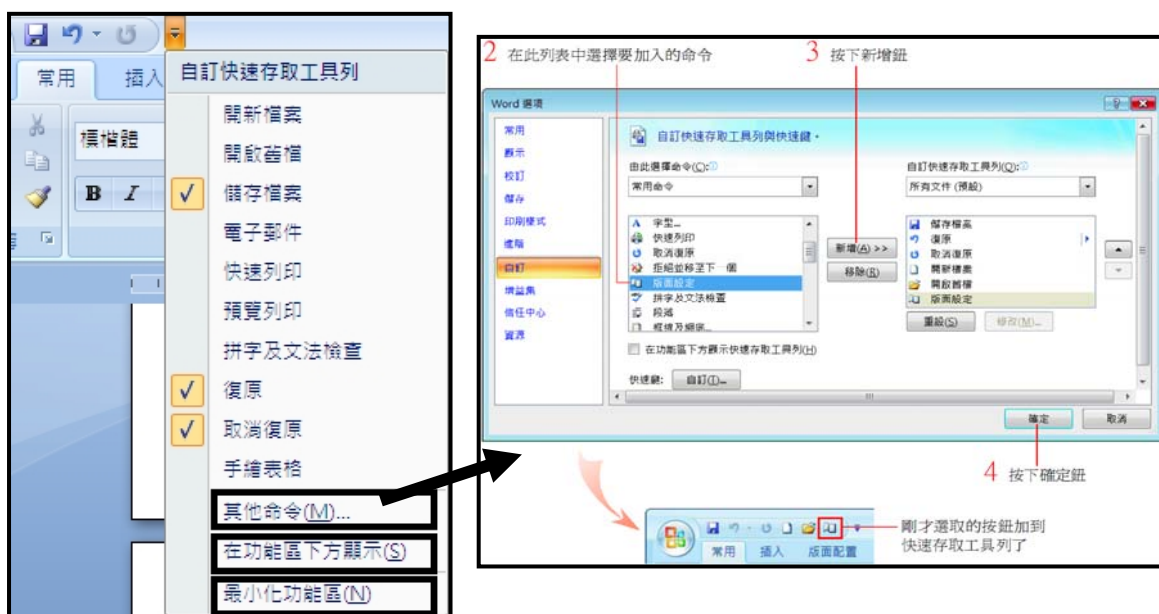 常用
插入
標楷體
B I
自訂快速存取工具列
開新檔案
開啟舊檔
儲存檔案
電子郵件
快速列印
預覽列印
拼字及文法檢查
復原
取消復原
手繪表格
其他命令(M)...
在功能區下方顯示(S)
最小化功能區(N)
2 在此列表中選擇要加入的命令
3 按下新增鈕
Word 選項
常用
顯示
校訂
儲存
印刷樣式
進階
自訂
增益集
信任中心
資源
自訂快速存取工具列與快速鍵。
由此選擇命令(C):
常用命令
字型...
快速列印
取消復原
拒絕並移至下一個
版面設定
拼字及文法檢查
段落
框線及網底...
新增(A) >>
移除(R)
自訂快速存取工具列(Q):
所有文件 (預設)
儲存檔案
復原
取消復原
開新檔案
開啟舊檔
版面設定
重設(S)
修改(M)...
在功能區下方顯示快速存取工具列(H)
快速鍵: 自訂(T)...
確定
取消
4 按下確定鈕
常用 插入 版面配置
剛才選取的按鈕加到
快速存取工具列了